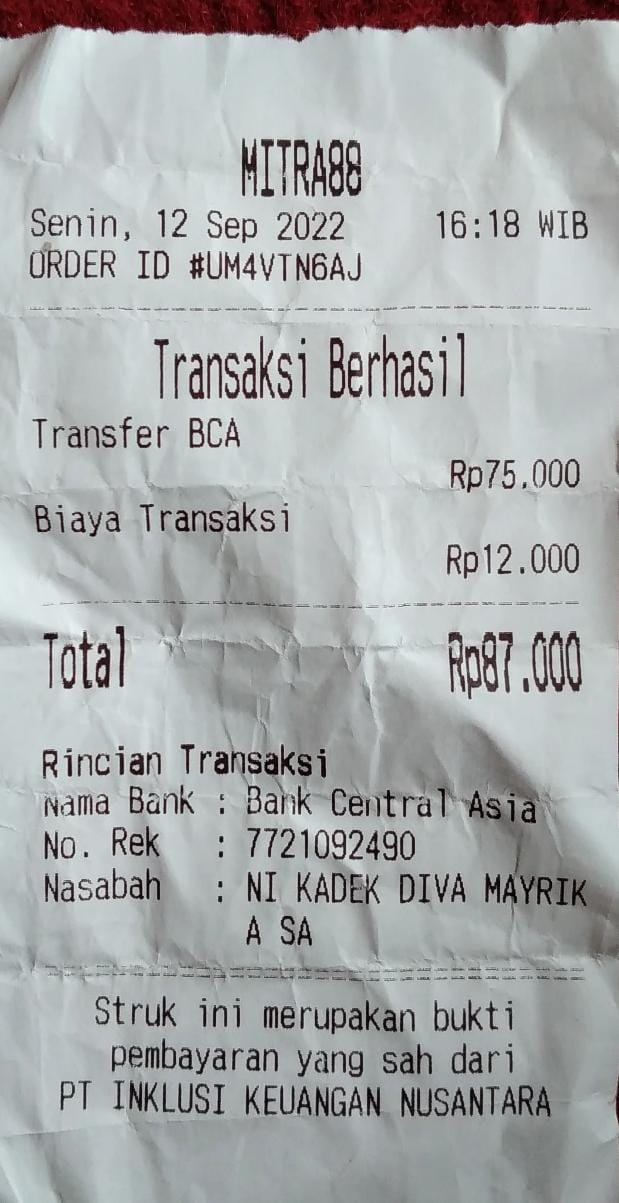 MITRA88
Senin, 12 Sep 2022 16:18 WIB
ORDER ID #UM4VTN6AJ
Transaksi Berhasil
Transfer BCA
Rp75.000
Biaya Transaksi
Rp12.000
Total Rp87.000
Rincian Transaksi
Nama Bank : Bank Central Asia
No. Rek : 7721092490
Nasabah : NI KADEK DIVA MAYRIK
A SA
Struk ini merupakan bukti
pembayaran yang sah dari
PT INKLUSI KEUANGAN NUSANTARA